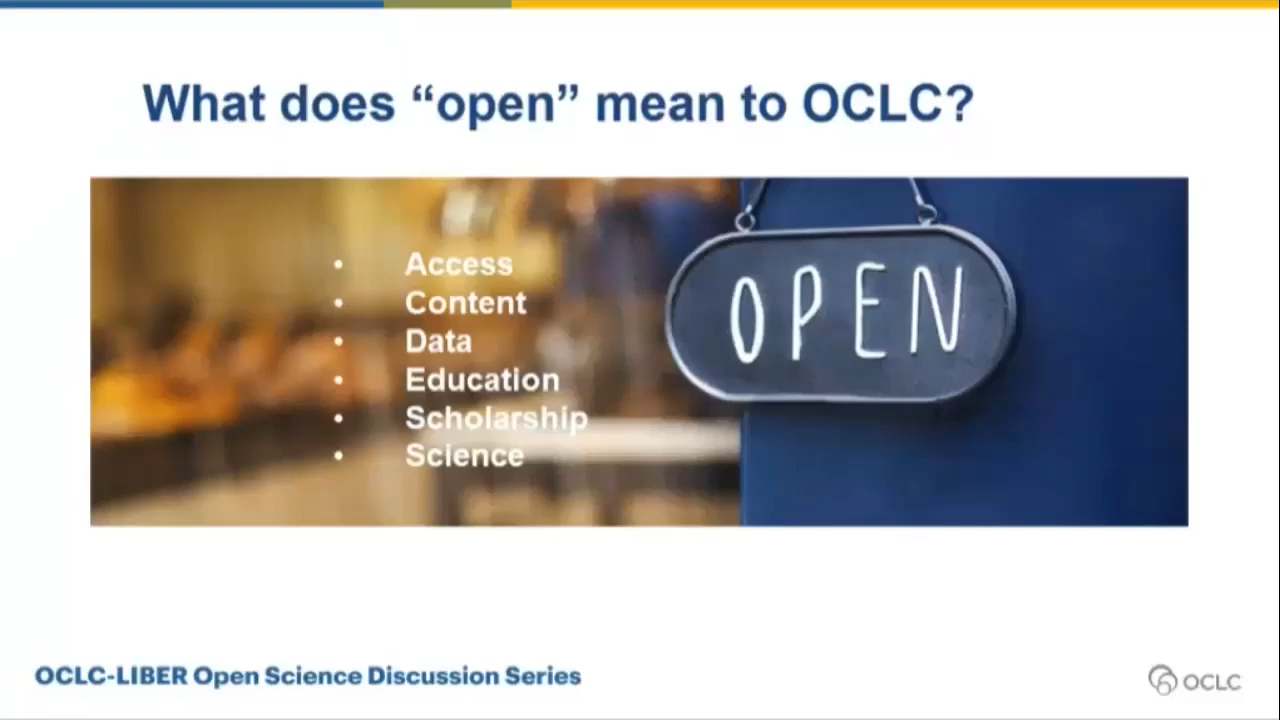 What does “open” mean to OCLC?
• Access
• Content
• Data
• Education
• Scholarship
• Science
OPEN
OCLC-LIBER Open Science Discussion Series
OCLC